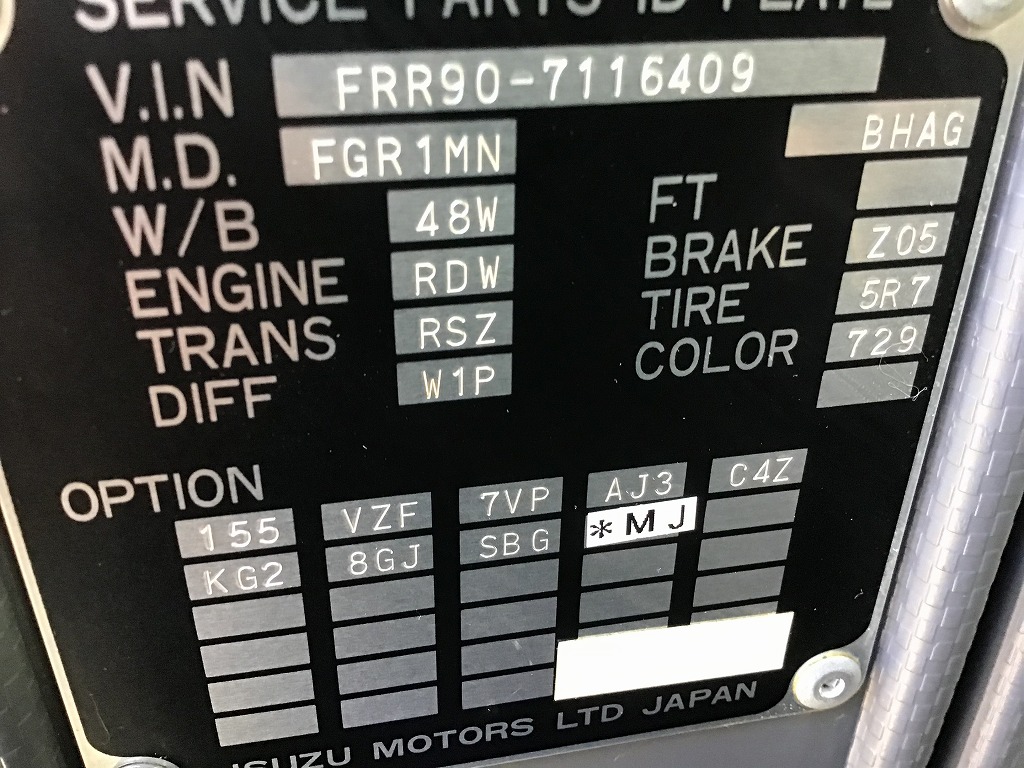 SERVICE PARTS ID PLATE
V.I.N FRR90-7116409
M.D. FGR1MN BHAG
W/B 48W FT
ENGINE RDW BRAKE Z05
TRANS RSZ TIRE 5R7
DIFF W1P COLOR 729
OPTION
155 VZF 7VP AJ3 C4Z
KG2 8GJ SBG *MJ
ISUZU MOTORS LTD JAPAN